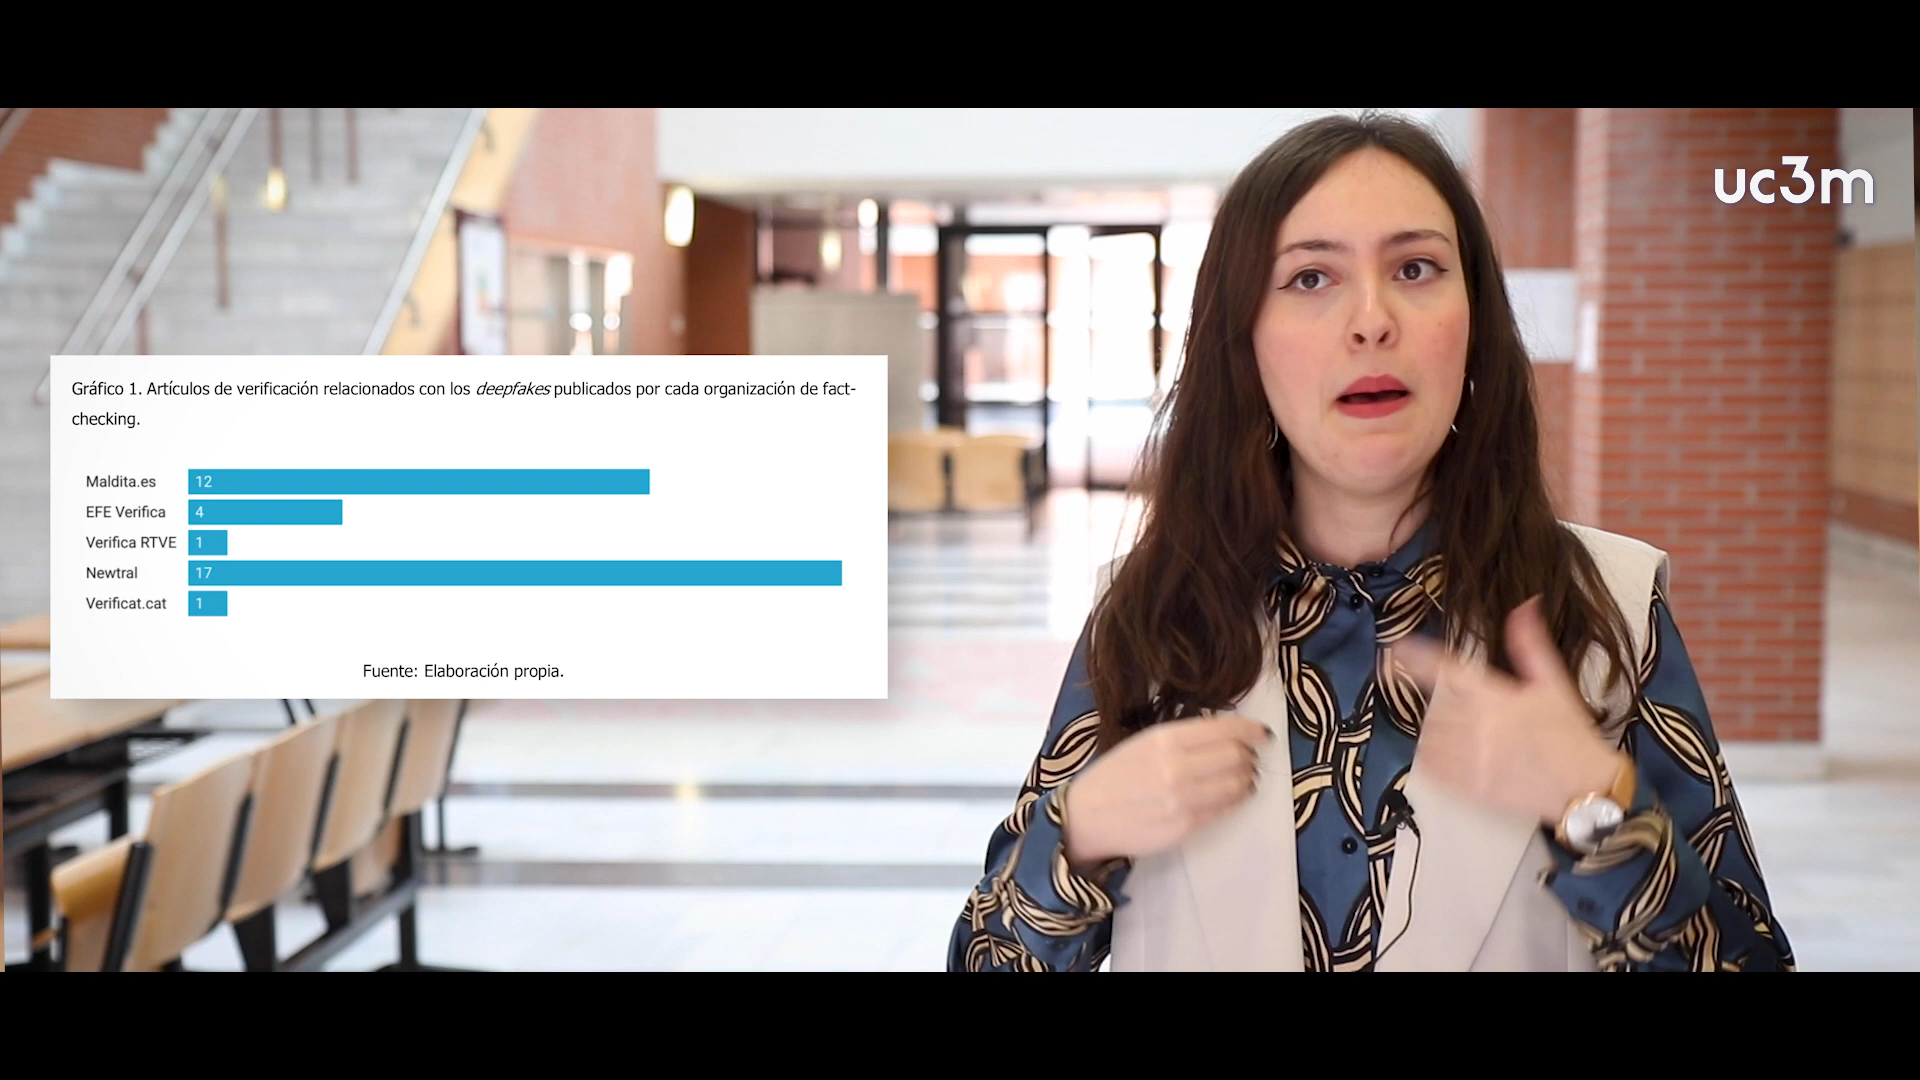 uc3m
Gráfico 1. Artículos de verificación relacionados con los deepfakes publicados por cada organización de fact-
checking.
Maldita.es 12
EFE Verifica 4
Verifica RTVE 1
Newtral 17
Verificat.cat 1
Fuente: Elaboración propia.